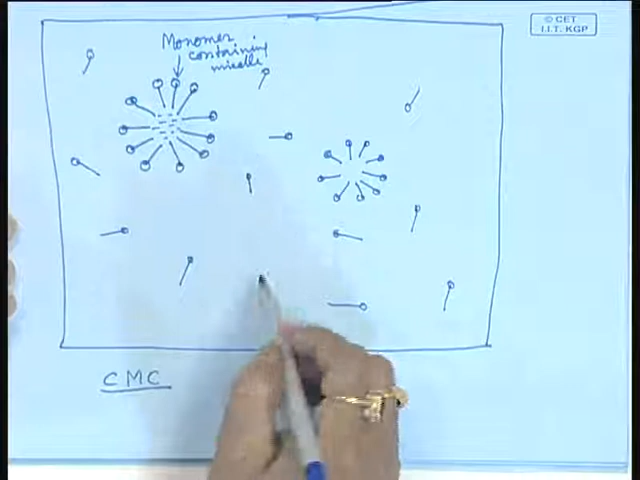 © CET
I.I.T. KGP
Monomer
containing
micelle
CMC